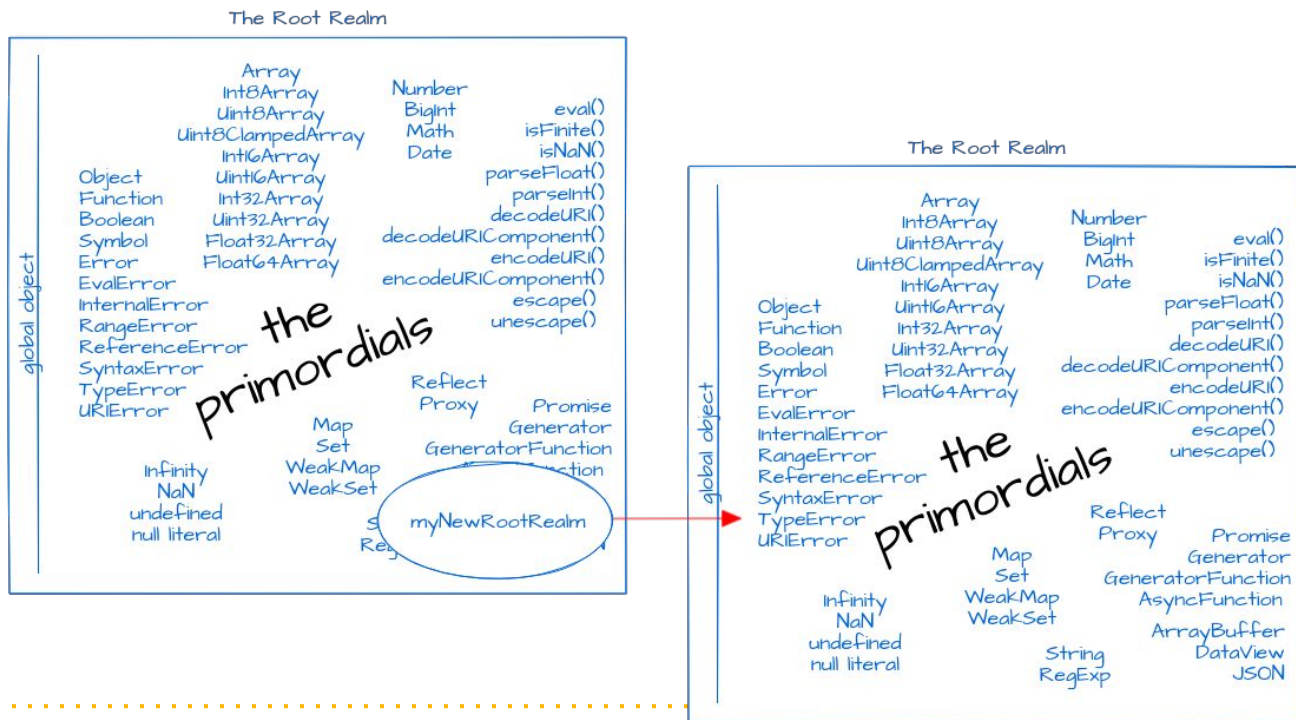 The Root Realm
global object
Object
Function
Boolean
Symbol
Error
EvalError
InternalError
RangeError
ReferenceError
SyntaxError
TypeError
URIError
Array
Int8Array
Uint8Array
Uint8ClampedArray
Int16Array
Uint16Array
Int32Array
Uint32Array
Float32Array
Float64Array
Number
BigInt
Math
Date
eval()
isFinite()
isNaN()
parseFloat()
parseInt()
decodeURI()
decodeURIComponent()
encodeURI()
encodeURIComponent()
escape()
unescape()
the
primordials
Reflect
Proxy
Promise
Generator
GeneratorFunction
Map
Set
WeakMap
WeakSet
Infinity
NaN
undefined
null literal
myNewRootRealm
The Root Realm
global object
Object
Function
Boolean
Symbol
Error
EvalError
InternalError
RangeError
ReferenceError
SyntaxError
TypeError
URIError
Array
Int8Array
Uint8Array
Uint8ClampedArray
Int16Array
Uint16Array
Int32Array
Uint32Array
Float32Array
Float64Array
Number
BigInt
Math
Date
eval()
isFinite()
isNaN()
parseFloat()
parseInt()
decodeURI()
decodeURIComponent()
encodeURI()
encodeURIComponent()
escape()
unescape()
the
primordials
Reflect
Proxy
Promise
Generator
GeneratorFunction
AsyncFunction
Map
Set
WeakMap
WeakSet
Infinity
NaN
undefined
null literal
ArrayBuffer
DataView
JSON
String
RegExp